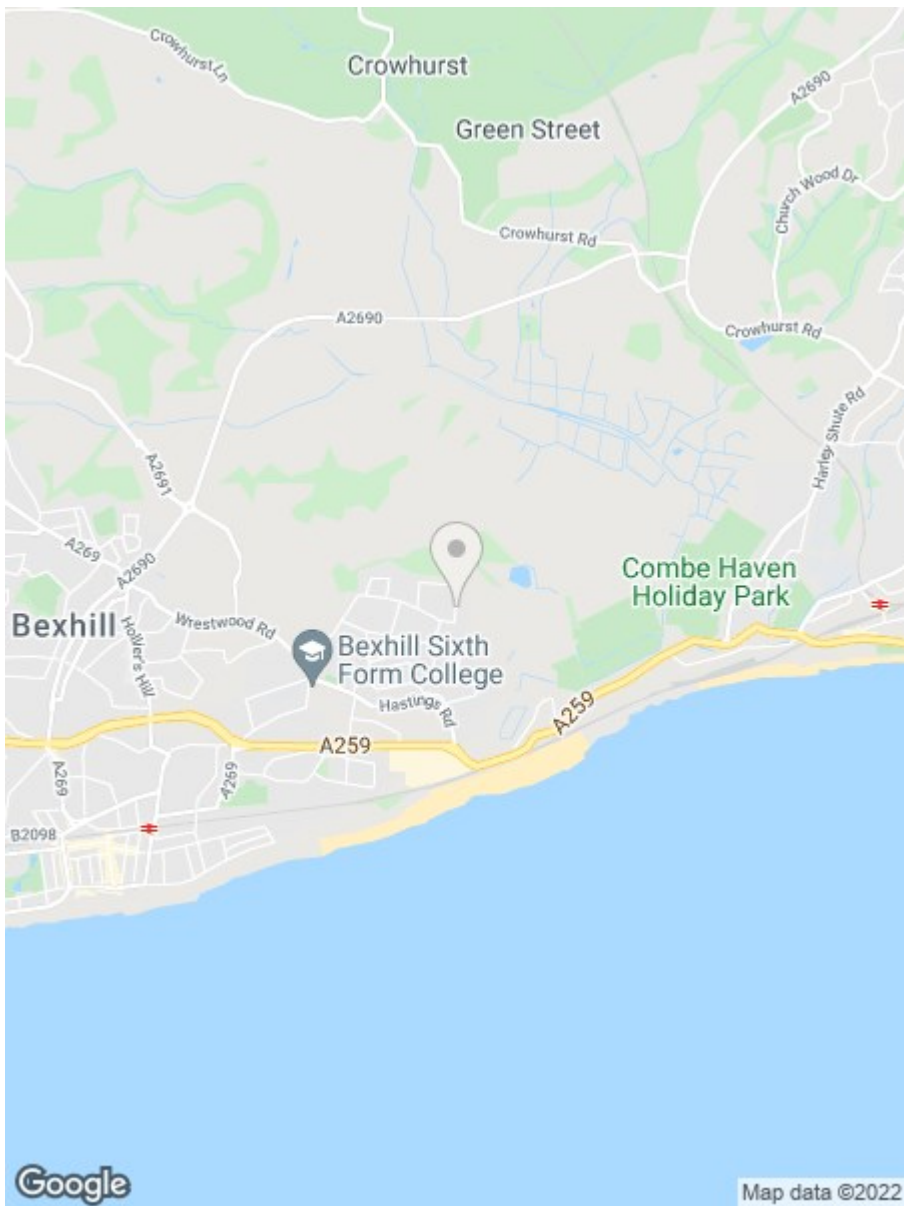 Crowhurst Ln
Crowhurst
Green Street
A2690
Church Wood Dr
Crowhurst Rd
A2690
Crowhurst Rd
Harley Shute Rd
A2691
A269
A2690
Combe Haven
Holiday Park
Bexhill
Wrestwood Rd
Holliers Hill
Bexhill Sixth
Form College
Hastings Rd
A259
A259
A269
A269
B2098
Google
Map data ©2022